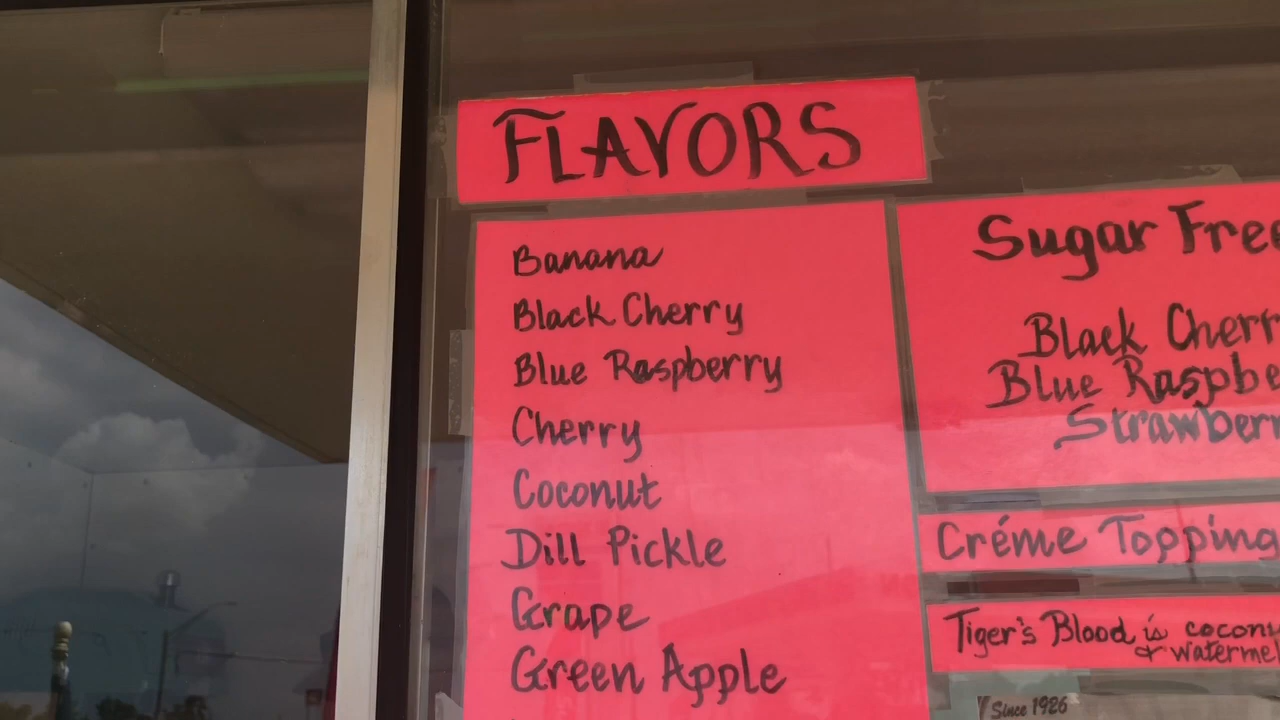 FLAVORS
Banana
Black Cherry
Blue Raspberry
Cherry
Coconut
Dill Pickle
Grape
Green Apple
Sugar Free
Black Cherr
Blue Raspbe
Strawberr
Créme Topping
Tiger's Blood is coconu
& waterme
Since 1926